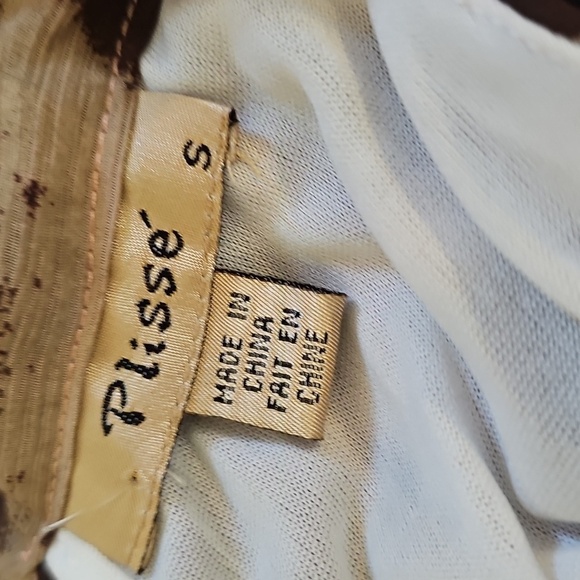 Plissé
S
MADE IN
CHINA
FAIT EN
CHINE